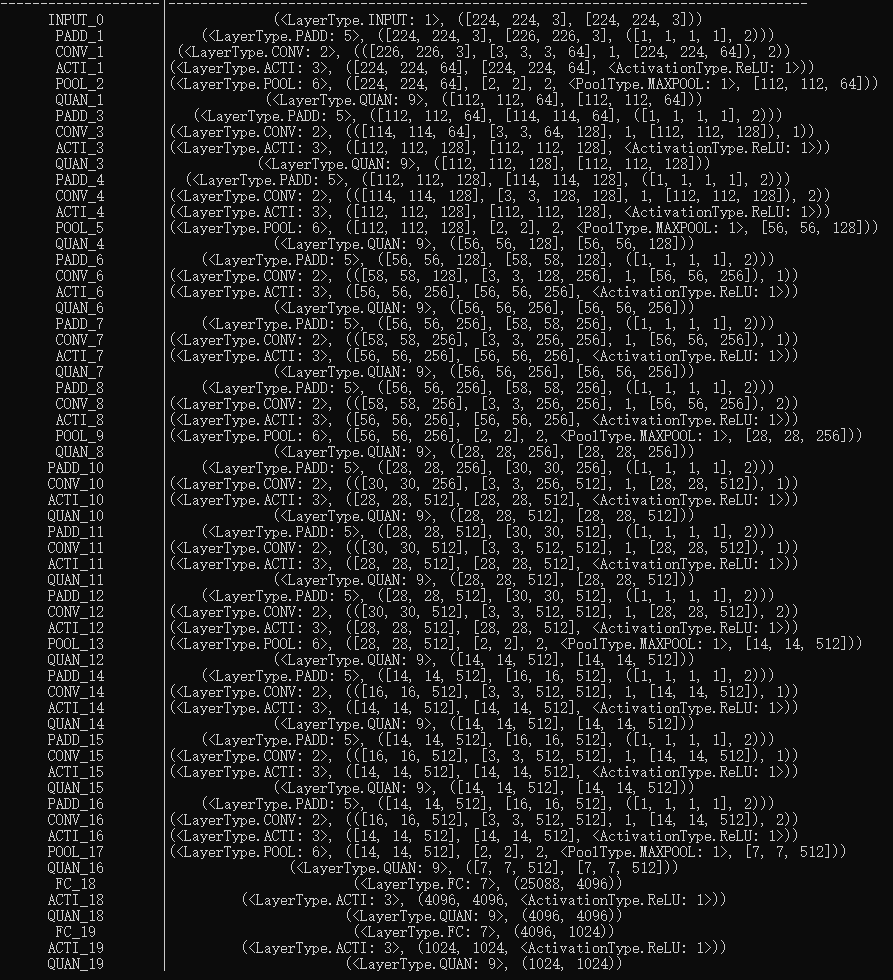 INPUT_0 (<LayerType.INPUT: 1>, ([224, 224, 3], [224, 224, 3]))
PADD_1 (<LayerType.PADD: 5>, ([224, 224, 3], [226, 226, 3], ([1, 1, 1, 1], 2)))
CONV_1 (<LayerType.CONV: 2>, (([226, 226, 3], [3, 3, 3, 64], 1, [224, 224, 64]), 2))
ACTI_1 (<LayerType.ACTI: 3>, ([224, 224, 64], [224, 224, 64], <ActivationType.ReLU: 1>))
POOL_2 (<LayerType.POOL: 6>, ([224, 224, 64], [2, 2], 2, <PoolType.MAXPOOL: 1>, [112, 112, 64]))
QUAN_1 (<LayerType.QUAN: 9>, ([112, 112, 64], [112, 112, 64]))
PADD_3 (<LayerType.PADD: 5>, ([112, 112, 64], [114, 114, 64], ([1, 1, 1, 1], 2)))
CONV_3 (<LayerType.CONV: 2>, (([114, 114, 64], [3, 3, 64, 128], 1, [112, 112, 128]), 1))
ACTI_3 (<LayerType.ACTI: 3>, ([112, 112, 128], [112, 112, 128], <ActivationType.ReLU: 1>))
QUAN_3 (<LayerType.QUAN: 9>, ([112, 112, 128], [112, 112, 128]))
PADD_4 (<LayerType.PADD: 5>, ([112, 112, 128], [114, 114, 128], ([1, 1, 1, 1], 2)))
CONV_4 (<LayerType.CONV: 2>, (([114, 114, 128], [3, 3, 128, 128], 1, [112, 112, 128]), 2))
ACTI_4 (<LayerType.ACTI: 3>, ([112, 112, 128], [112, 112, 128], <ActivationType.ReLU: 1>))
POOL_5 (<LayerType.POOL: 6>, ([112, 112, 128], [2, 2], 2, <PoolType.MAXPOOL: 1>, [56, 56, 128]))
QUAN_4 (<LayerType.QUAN: 9>, ([56, 56, 128], [56, 56, 128]))
PADD_6 (<LayerType.PADD: 5>, ([56, 56, 128], [58, 58, 128], ([1, 1, 1, 1], 2)))
CONV_6 (<LayerType.CONV: 2>, (([58, 58, 128], [3, 3, 128, 256], 1, [56, 56, 256]), 1))
ACTI_6 (<LayerType.ACTI: 3>, ([56, 56, 256], [56, 56, 256], <ActivationType.ReLU: 1>))
QUAN_6 (<LayerType.QUAN: 9>, ([56, 56, 256], [56, 56, 256]))
PADD_7 (<LayerType.PADD: 5>, ([56, 56, 256], [58, 58, 256], ([1, 1, 1, 1], 2)))
CONV_7 (<LayerType.CONV: 2>, (([58, 58, 256], [3, 3, 256, 256], 1, [56, 56, 256]), 1))
ACTI_7 (<LayerType.ACTI: 3>, ([56, 56, 256], [56, 56, 256], <ActivationType.ReLU: 1>))
QUAN_7 (<LayerType.QUAN: 9>, ([56, 56, 256], [56, 56, 256]))
PADD_8 (<LayerType.PADD: 5>, ([56, 56, 256], [58, 58, 256], ([1, 1, 1, 1], 2)))
CONV_8 (<LayerType.CONV: 2>, (([58, 58, 256], [3, 3, 256, 256], 1, [56, 56, 256]), 2))
ACTI_8 (<LayerType.ACTI: 3>, ([56, 56, 256], [56, 56, 256], <ActivationType.ReLU: 1>))
POOL_9 (<LayerType.POOL: 6>, ([56, 56, 256], [2, 2], 2, <PoolType.MAXPOOL: 1>, [28, 28, 256]))
QUAN_8 (<LayerType.QUAN: 9>, ([28, 28, 256], [28, 28, 256]))
PADD_10 (<LayerType.PADD: 5>, ([28, 28, 256], [30, 30, 256], ([1, 1, 1, 1], 2)))
CONV_10 (<LayerType.CONV: 2>, (([30, 30, 256], [3, 3, 256, 512], 1, [28, 28, 512]), 1))
ACTI_10 (<LayerType.ACTI: 3>, ([28, 28, 512], [28, 28, 512], <ActivationType.ReLU: 1>))
QUAN_10 (<LayerType.QUAN: 9>, ([28, 28, 512], [28, 28, 512]))
PADD_11 (<LayerType.PADD: 5>, ([28, 28, 512], [30, 30, 512], ([1, 1, 1, 1], 2)))
CONV_11 (<LayerType.CONV: 2>, (([30, 30, 512], [3, 3, 512, 512], 1, [28, 28, 512]), 1))
ACTI_11 (<LayerType.ACTI: 3>, ([28, 28, 512], [28, 28, 512], <ActivationType.ReLU: 1>))
QUAN_11 (<LayerType.QUAN: 9>, ([28, 28, 512], [28, 28, 512]))
PADD_12 (<LayerType.PADD: 5>, ([28, 28, 512], [30, 30, 512], ([1, 1, 1, 1], 2)))
CONV_12 (<LayerType.CONV: 2>, (([30, 30, 512], [3, 3, 512, 512], 1, [28, 28, 512]), 2))
ACTI_12 (<LayerType.ACTI: 3>, ([28, 28, 512], [28, 28, 512], <ActivationType.ReLU: 1>))
POOL_13 (<LayerType.POOL: 6>, ([28, 28, 512], [2, 2], 2, <PoolType.MAXPOOL: 1>, [14, 14, 512]))
QUAN_12 (<LayerType.QUAN: 9>, ([14, 14, 512], [14, 14, 512]))
PADD_14 (<LayerType.PADD: 5>, ([14, 14, 512], [16, 16, 512], ([1, 1, 1, 1], 2)))
CONV_14 (<LayerType.CONV: 2>, (([16, 16, 512], [3, 3, 512, 512], 1, [14, 14, 512]), 1))
ACTI_14 (<LayerType.ACTI: 3>, ([14, 14, 512], [14, 14, 512], <ActivationType.ReLU: 1>))
QUAN_14 (<LayerType.QUAN: 9>, ([14, 14, 512], [14, 14, 512]))
PADD_15 (<LayerType.PADD: 5>, ([14, 14, 512], [16, 16, 512], ([1, 1, 1, 1], 2)))
CONV_15 (<LayerType.CONV: 2>, (([16, 16, 512], [3, 3, 512, 512], 1, [14, 14, 512]), 1))
ACTI_15 (<LayerType.ACTI: 3>, ([14, 14, 512], [14, 14, 512], <ActivationType.ReLU: 1>))
QUAN_15 (<LayerType.QUAN: 9>, ([14, 14, 512], [14, 14, 512]))
PADD_16 (<LayerType.PADD: 5>, ([14, 14, 512], [16, 16, 512], ([1, 1, 1, 1], 2)))
CONV_16 (<LayerType.CONV: 2>, (([16, 16, 512], [3, 3, 512, 512], 1, [14, 14, 512]), 2))
ACTI_16 (<LayerType.ACTI: 3>, ([14, 14, 512], [14, 14, 512], <ActivationType.ReLU: 1>))
POOL_17 (<LayerType.POOL: 6>, ([14, 14, 512], [2, 2], 2, <PoolType.MAXPOOL: 1>, [7, 7, 512]))
QUAN_16 (<LayerType.QUAN: 9>, ([7, 7, 512], [7, 7, 512]))
FC_18 (<LayerType.FC: 7>, (25088, 4096))
ACTI_18 (<LayerType.ACTI: 3>, (4096, 4096, <ActivationType.ReLU: 1>))
QUAN_18 (<LayerType.QUAN: 9>, (4096, 4096))
FC_19 (<LayerType.FC: 7>, (4096, 1024))
ACTI_19 (<LayerType.ACTI: 3>, (1024, 1024, <ActivationType.ReLU: 1>))
QUAN_19 (<LayerType.QUAN: 9>, (1024, 1024))